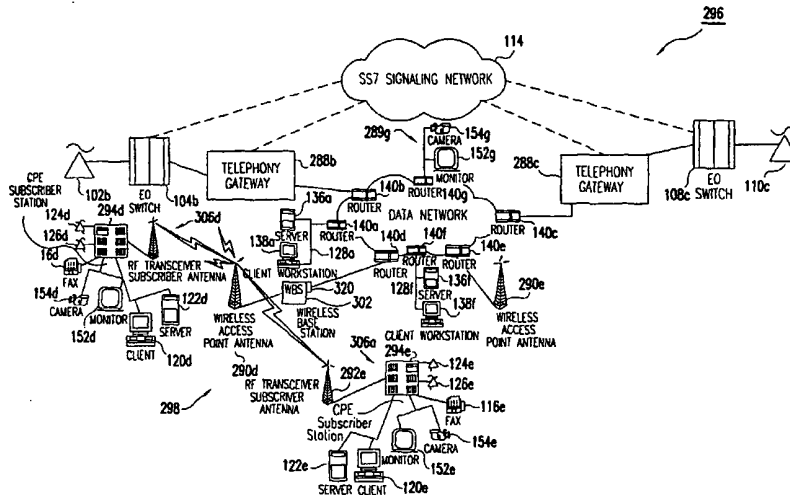 296
114
SS7 SIGNALING NETWORK
289g
154g
CAMERA
152g
MONITOR
102b
EO
SWITCH
104b
TELEPHONY
GATEWAY
288b
TELEPHONY
GATEWAY
288c
108c
EO
SWITCH
110c
CPE
SUBSCRIBER
STATION
294d
124d
126d
16d
FAX
154d
CAMERA
MONITOR
152d
CLIENT
120d
SERVER
122d
306d
RF TRANSCEIVER
SUBSCRIBER ANTENNA
136a
SERVER
138a
CLIENT
WORKSTATION
128a
140a
ROUTER
140b
ROUTER
ROUTER
140g
DATA NETWORK
ROUTER
140c
140d
ROUTER
140f
ROUTER
140e
ROUTER
136f
SERVER
128f
138f
CLIENT WORKSTATION
290e
WIRELESS
ACCESS
POINT ANTENNA
WBS
320
302
WIRELESS
BASE
STATION
WIRELESS
ACCESS
POINT ANTENNA
290d
298
RF TRANSCEIVER
SUBSCRIVER
ANTENNA
292e
306a
294e
124e
126e
116e
FAX
CPE
Subscriber
Station
154e
CAMERA
MONITOR
152e
122e
SERVER
CLIENT
120e